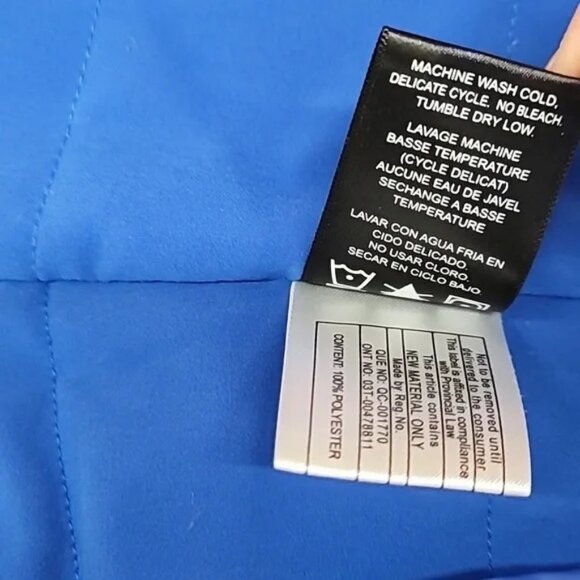 MACHINE WASH COLD,
DELICATE CYCLE. NO BLEACH.
TUMBLE DRY LOW.
LAVAGE MACHINE
BASSE TEMPERATURE
(CYCLE DELICAT)
AUCUNE EAU DE JAVEL
SECHANGE A BASSE
TEMPERATURE
LAVAR CON AGUA FRIA EN
CIDO DELICADO.
NO USAR CLORO.
SECAR EN CICLO BAJO
Not to be removed until
delivered to the consumer
This label is affixed in compliance
with Provincial Law
This article contains
NEW MATERIAL ONLY
Made by Reg No.
QUE NO: QC-001770
ONT NO: 03T-00478811
CONTENT: 100% POLYESTER